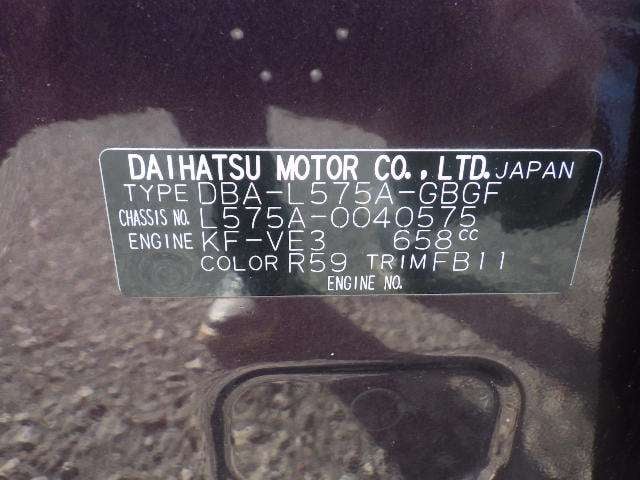 DAIHATSU MOTOR CO.,LTD. JAPAN
TYPE DBA-L575A-GBGF
CHASSIS NO. L575A-0040575
ENGINE KF-VE3 658cc
COLOR R59 TRIM FB11
ENGINE NO.